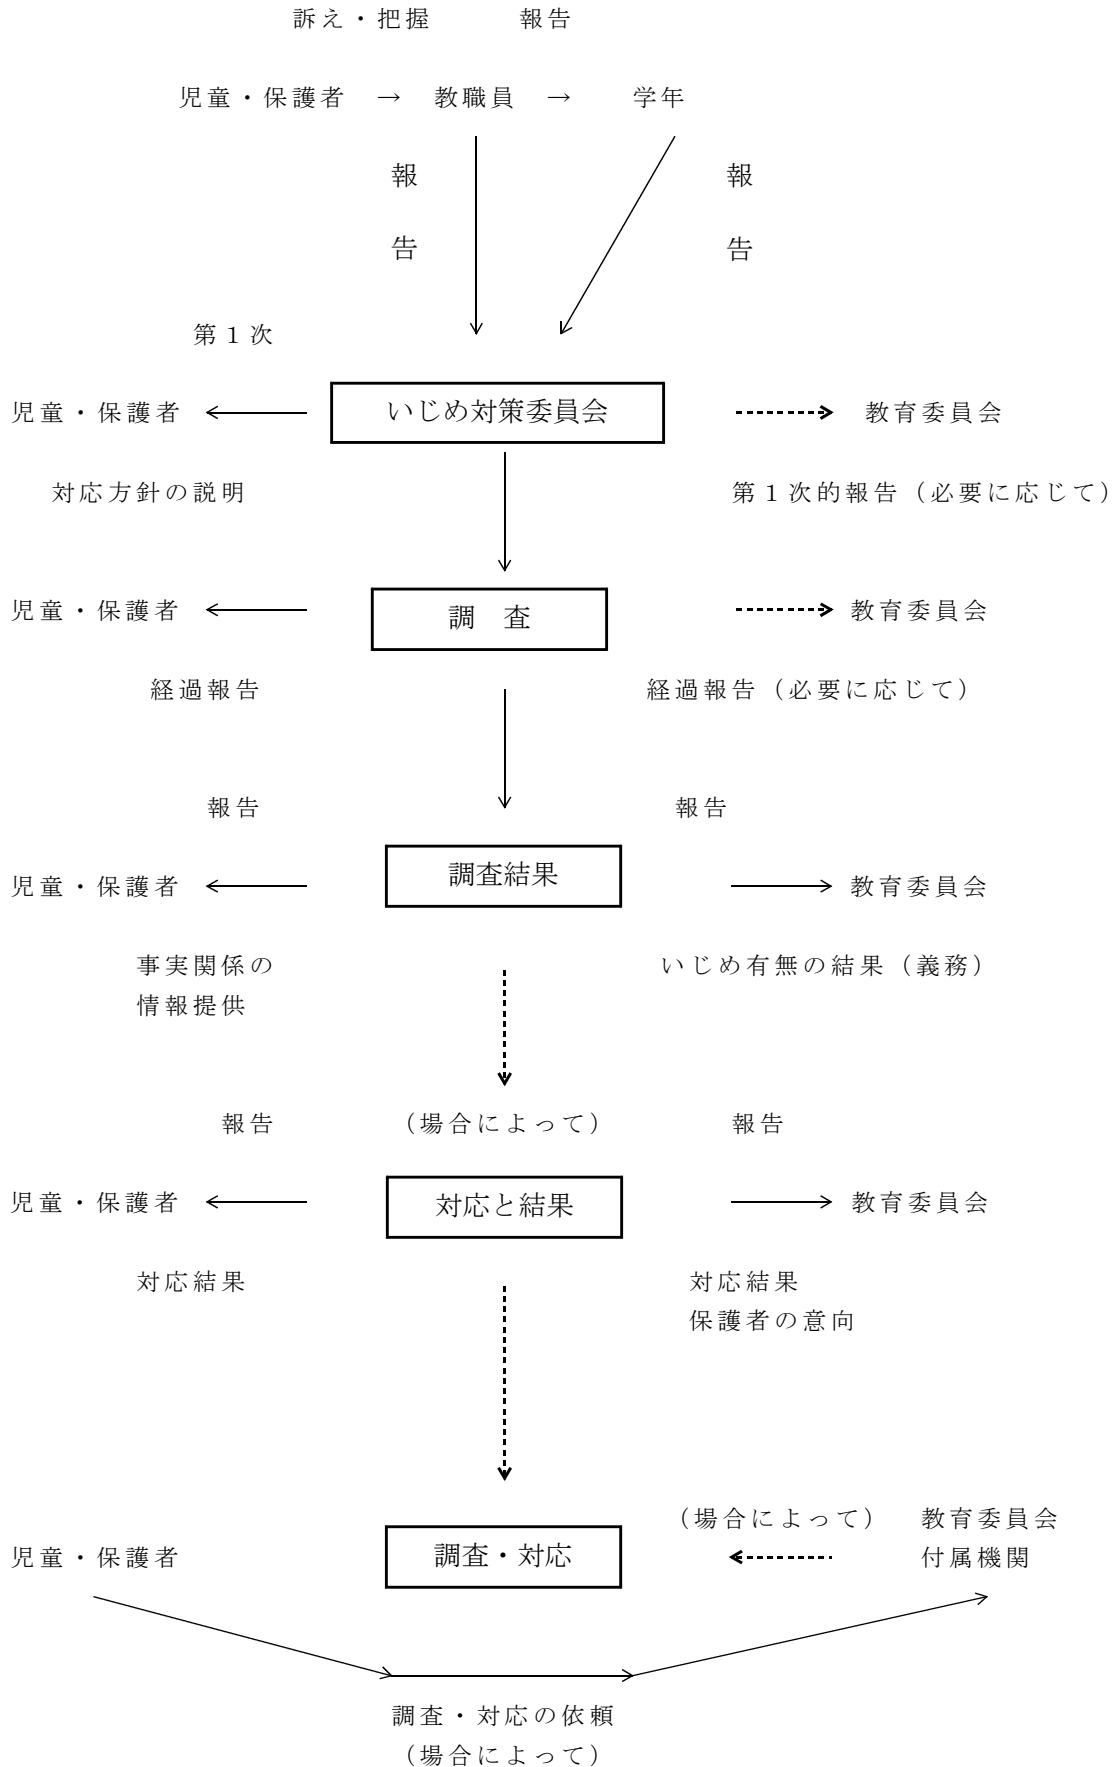 訴え・把握　報告
児童・保護者　→　教職員　→　学年
報　報
告　告
第１次
児童・保護者　いじめ対策委員会　教育委員会
対応方針の説明　第１次的報告（必要に応じて）
児童・保護者　調　査　教育委員会
経過報告　経過報告（必要に応じて）
報告　報告
児童・保護者　調査結果　教育委員会
事実関係の　いじめ有無の結果（義務）
情報提供
報告　（場合によって）　報告
児童・保護者　対応と結果　教育委員会
対応結果　対応結果
保護者の意向
（場合によって）　教育委員会
児童・保護者　調査・対応　付属機関
調査・対応の依頼
（場合によって）